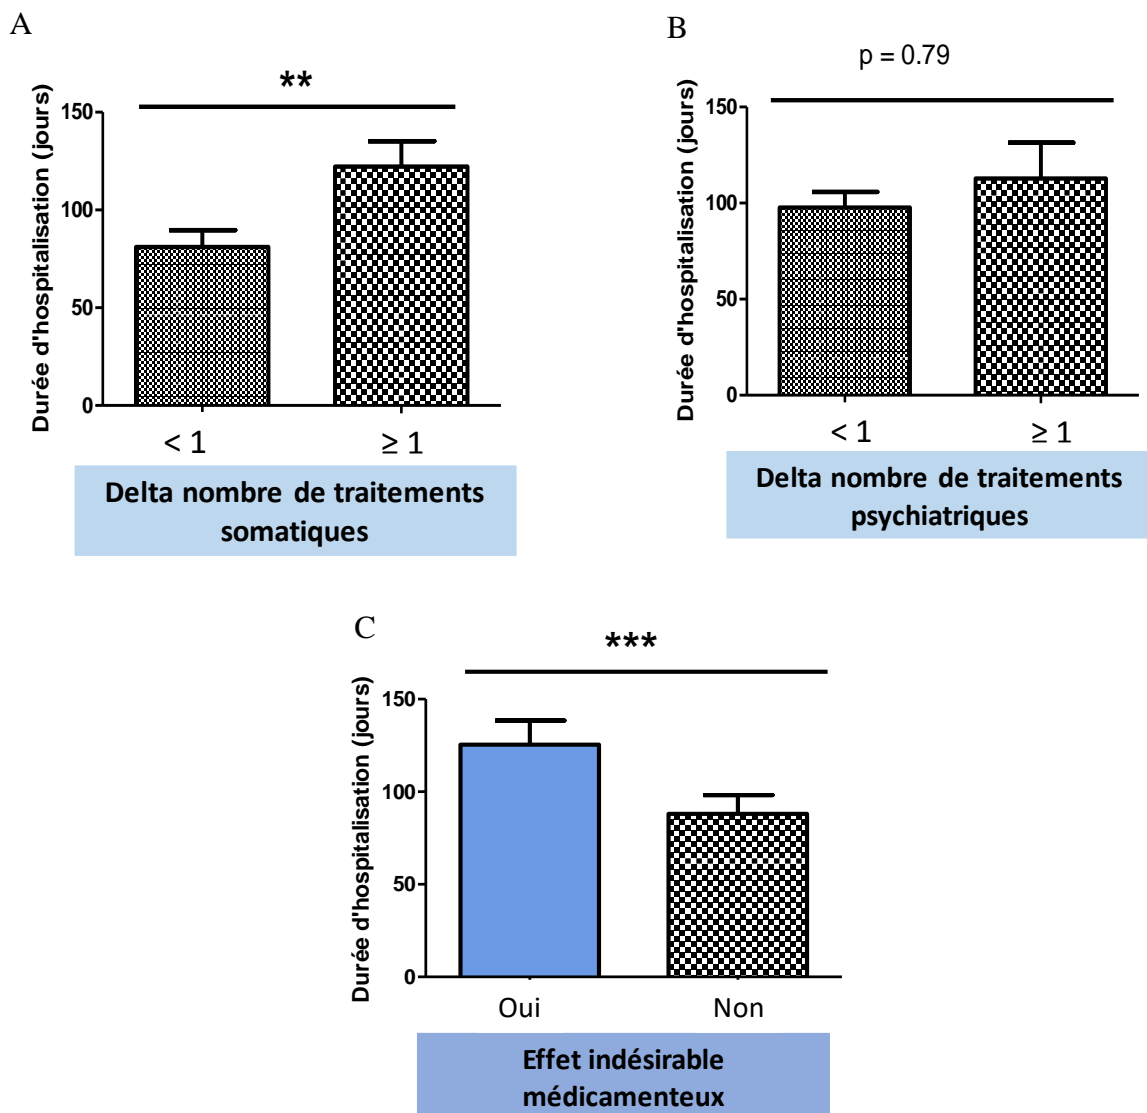 A
**
Durée d'hospitalisation (jours)
150
100
50
0
< 1
≥ 1
Delta nombre de traitements
somatiques
B
p = 0.79
Durée d'hospitalisation (jours)
150
100
50
0
< 1
≥ 1
Delta nombre de traitements
psychiatriques
C
***
Durée d'hospitalisation (jours)
150
100
50
0
Oui
Non
Effet indésirable
médicamenteux